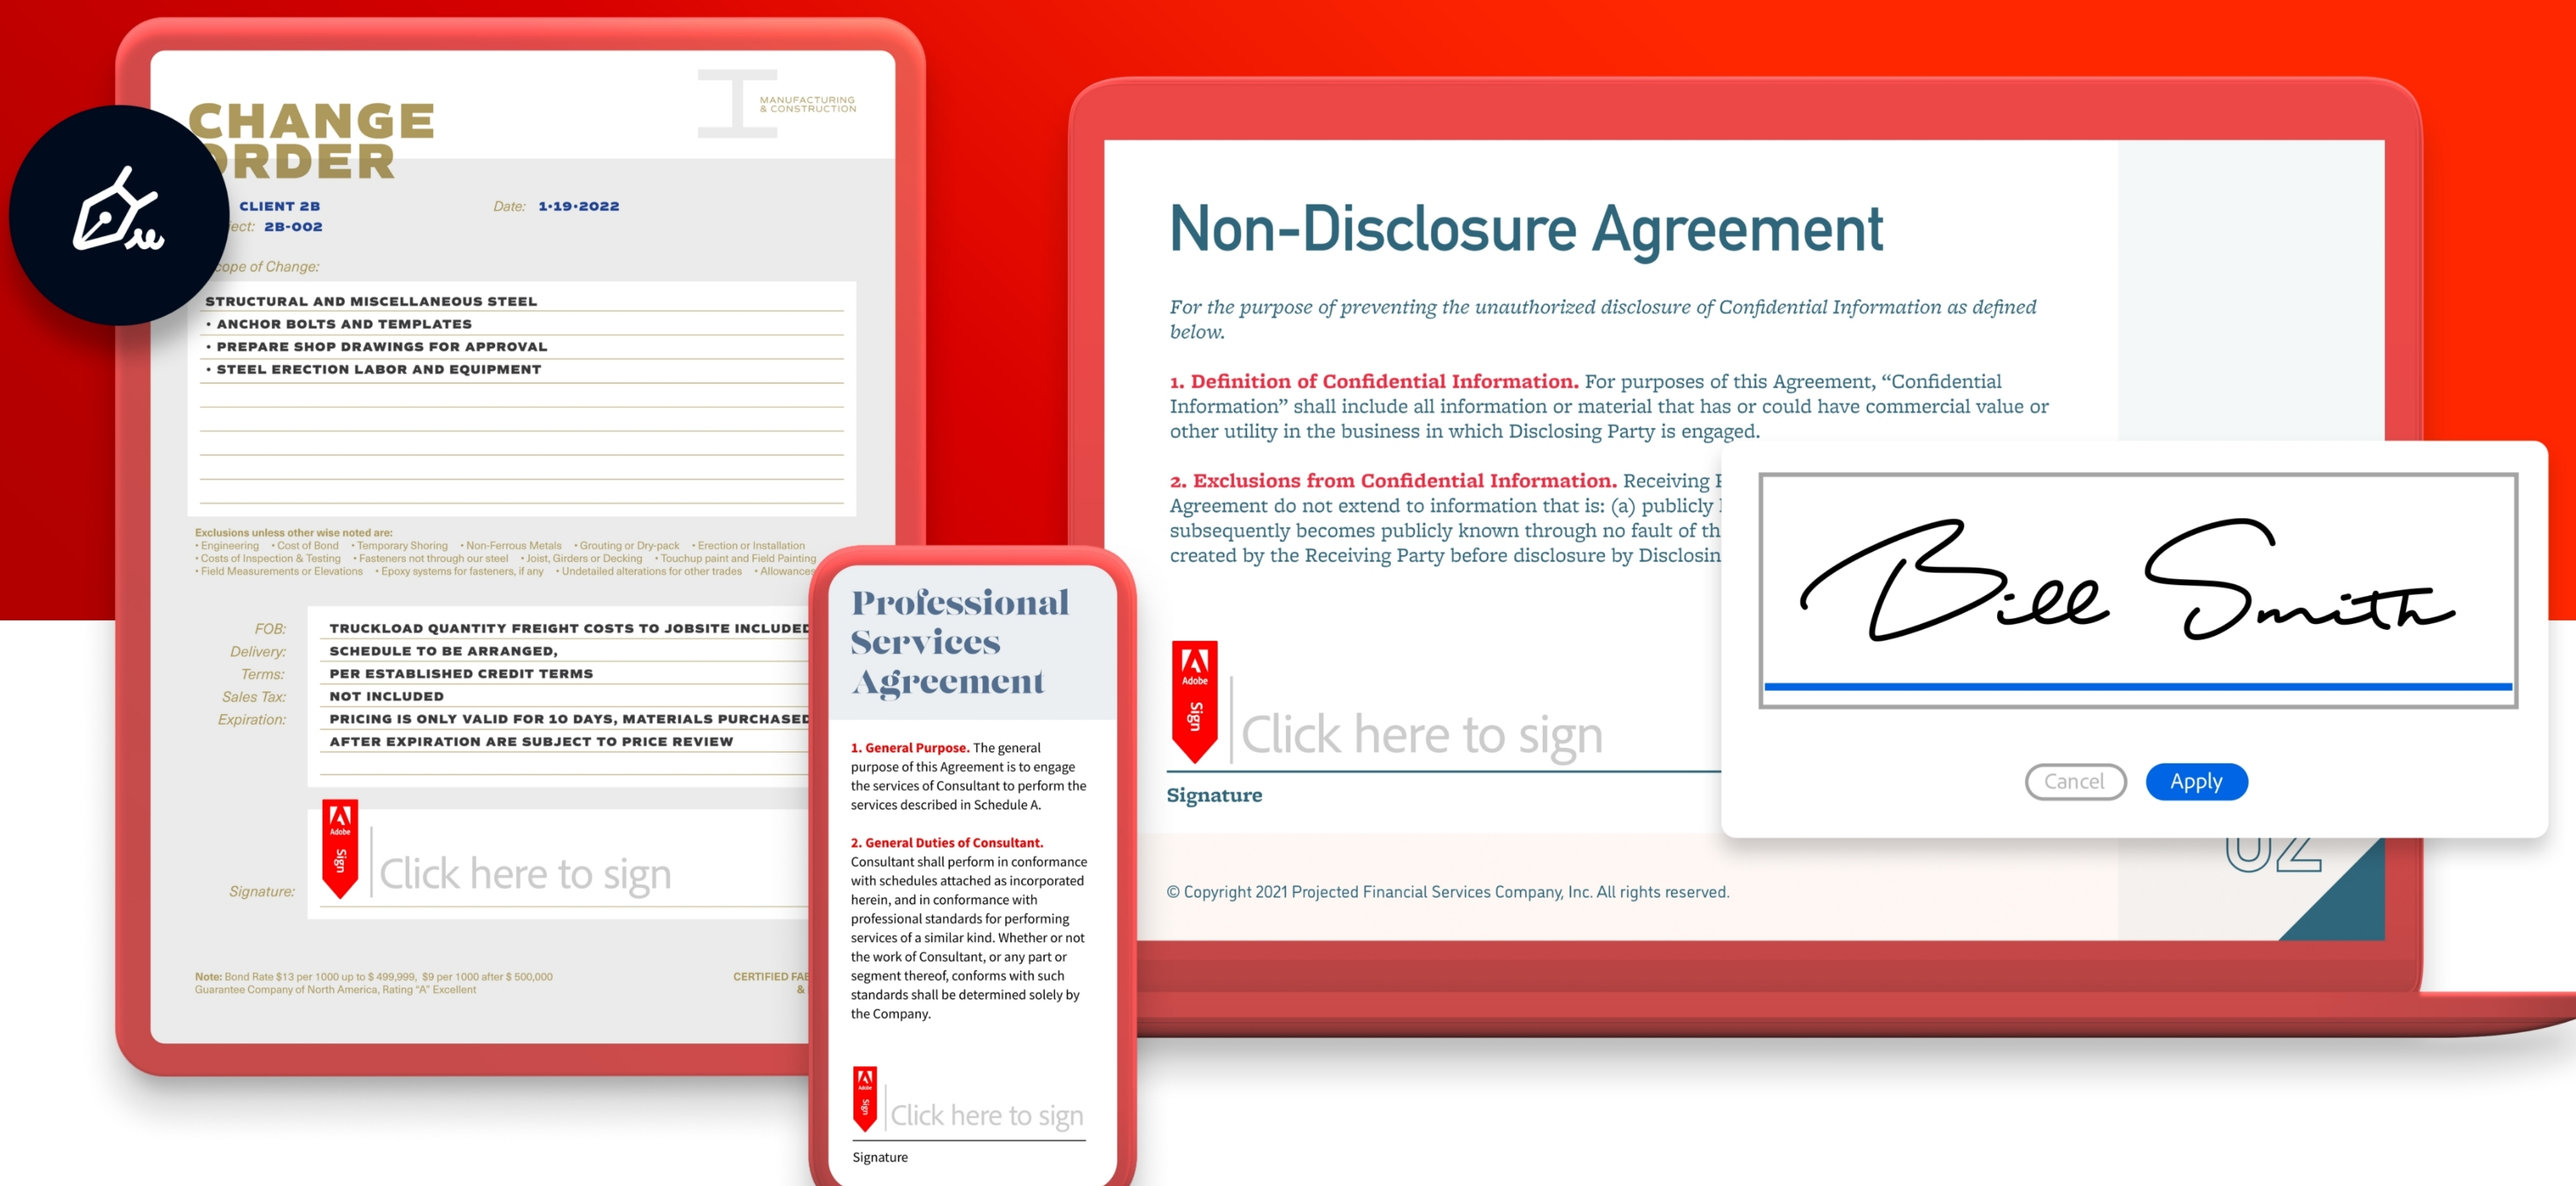 CHANGE
ORDER
MANUFACTURING
& CONSTRUCTION
CLIENT 2B
Date: 1•19•2022
2B-002
of Change:
STRUCTURAL AND MISCELLANEOUS STEEL
• ANCHOR BOLTS AND TEMPLATES
• PREPARE SHOP DRAWINGS FOR APPROVAL
• STEEL ERECTION LABOR AND EQUIPMENT
Exclusions unless other wise noted are:
• Engineering • Cost of Bond • Temporary Shoring • Non-Ferrous Metals • Grouting or Dry-pack • Erection or Installation
• Costs of Inspection & Testing • Fasteners not through our steel • Joist, Girders or Decking • Touchup paint and Field Painting
• Field Measurements or Elevations • Epoxy systems for fasteners, if any • Undetailed alterations for other trades • Allowances
FOB: TRUCKLOAD QUANTITY FREIGHT COSTS TO JOBSITE INCLUDED
Delivery: SCHEDULE TO BE ARRANGED,
Terms: PER ESTABLISHED CREDIT TERMS
Sales Tax: NOT INCLUDED
Expiration: PRICING IS ONLY VALID FOR 10 DAYS, MATERIALS PURCHASED
AFTER EXPIRATION ARE SUBJECT TO PRICE REVIEW
Adobe
Sign
Click here to sign
Signature:
Note: Bond Rate $13 per 1000 up to $ 499,999, $9 per 1000 after $ 500,000
Guarantee Company of North America, Rating "A" Excellent
CERTIFIED
&
Professional
Services
Agreement
1. General Purpose. The general
purpose of this Agreement is to engage
the services of Consultant to perform the
services described in Schedule A.
2. General Duties of Consultant.
Consultant shall perform in conformance
with schedules attached as incorporated
herein, and in conformance with
professional standards for performing
services of a similar kind. Whether or not
the work of Consultant, or any part or
segment thereof, conforms with such
standards shall be determined solely by
the Company.
Adobe
Sign
Click here to sign
Signature
Non-Disclosure Agreement
For the purpose of preventing the unauthorized disclosure of Confidential Information as defined
below.
1. Definition of Confidential Information. For purposes of this Agreement, “Confidential
Information” shall include all information or material that has or could have commercial value or
other utility in the business in which Disclosing Party is engaged.
2. Exclusions from Confidential Information. Receiving
Agreement do not extend to information that is: (a) publicly
subsequently becomes publicly known through no fault of
created by the Receiving Party before disclosure by
Adobe
Sign
Click here to sign
Signature
© Copyright 2021 Projected Financial Services Company, Inc. All rights reserved.
02
Bill Smith
Cancel
Apply